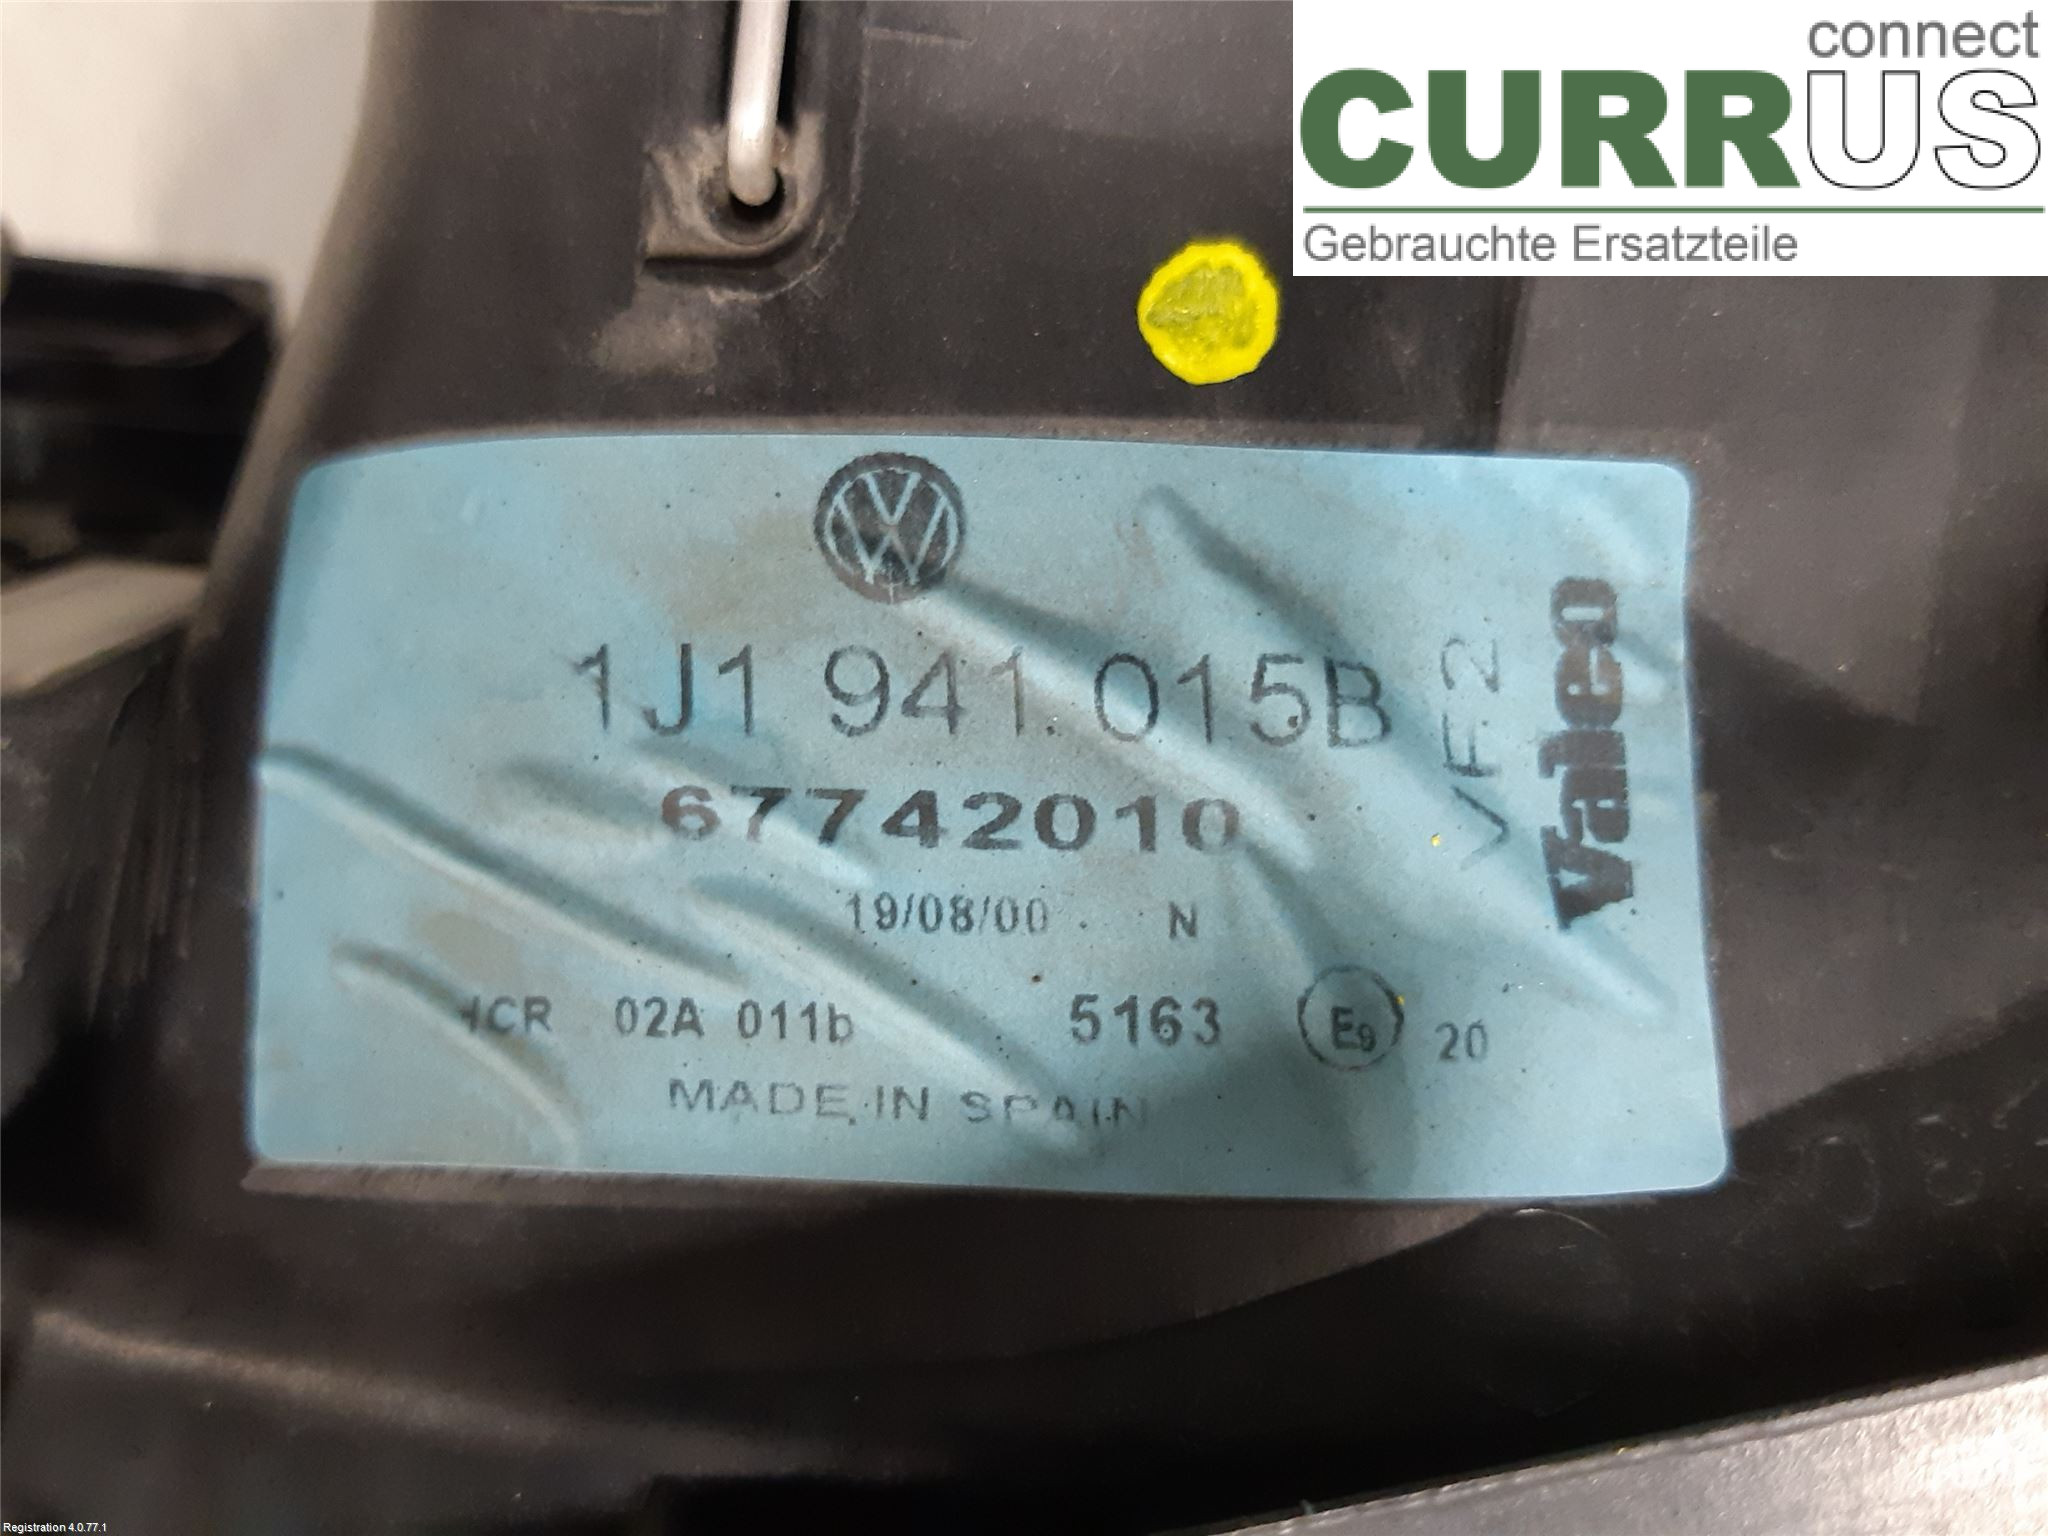 connect
CURRUS
Gebrauchte Ersatzteile
1J1 941 015B
67742010
19/08/00 N
HCR 02A 011b 5163 E9 20
MADE IN SPAIN
VF2
Valeo
Registration 4.0.77.1